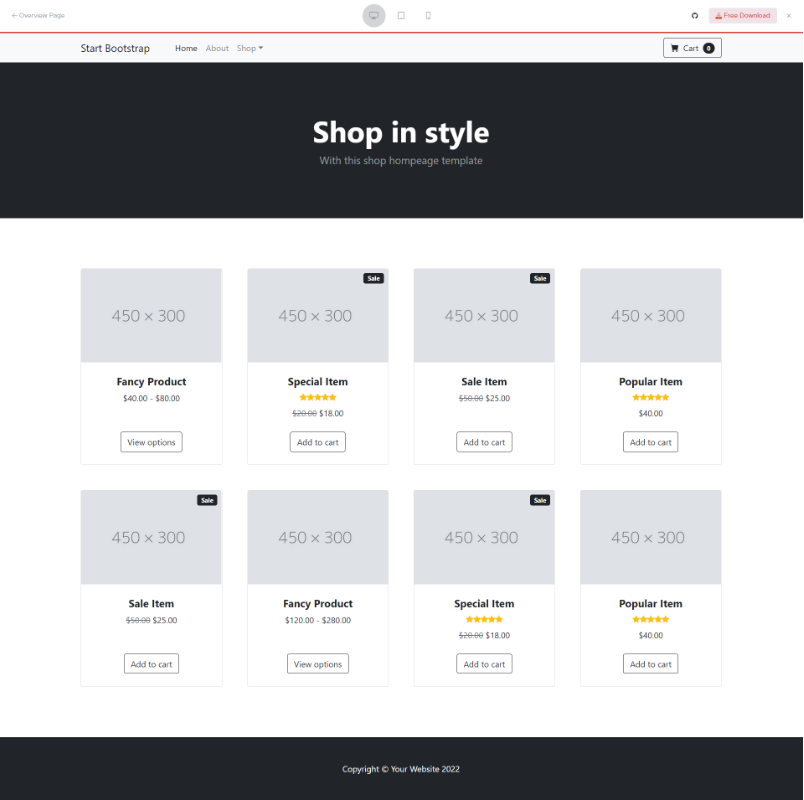 ← Overview Page
Free Download
×
Start Bootstrap Home About Shop Cart 0
Shop in style
With this shop hompeage template
Sale Sale
450 × 300 450 × 300 450 × 300 450 × 300
Fancy Product Special Item Sale Item Popular Item
$40.00 - $80.00 $50.00 $25.00
$20.00 $18.00 $40.00
View options Add to cart Add to cart Add to cart
Sale Sale
450 × 300 450 × 300 450 × 300 450 × 300
Sale Item Fancy Product Special Item Popular Item
$50.00 $25.00 $120.00 - $280.00
$20.00 $18.00 $40.00
Add to cart View options Add to cart Add to cart
Copyright © Your Website 2022